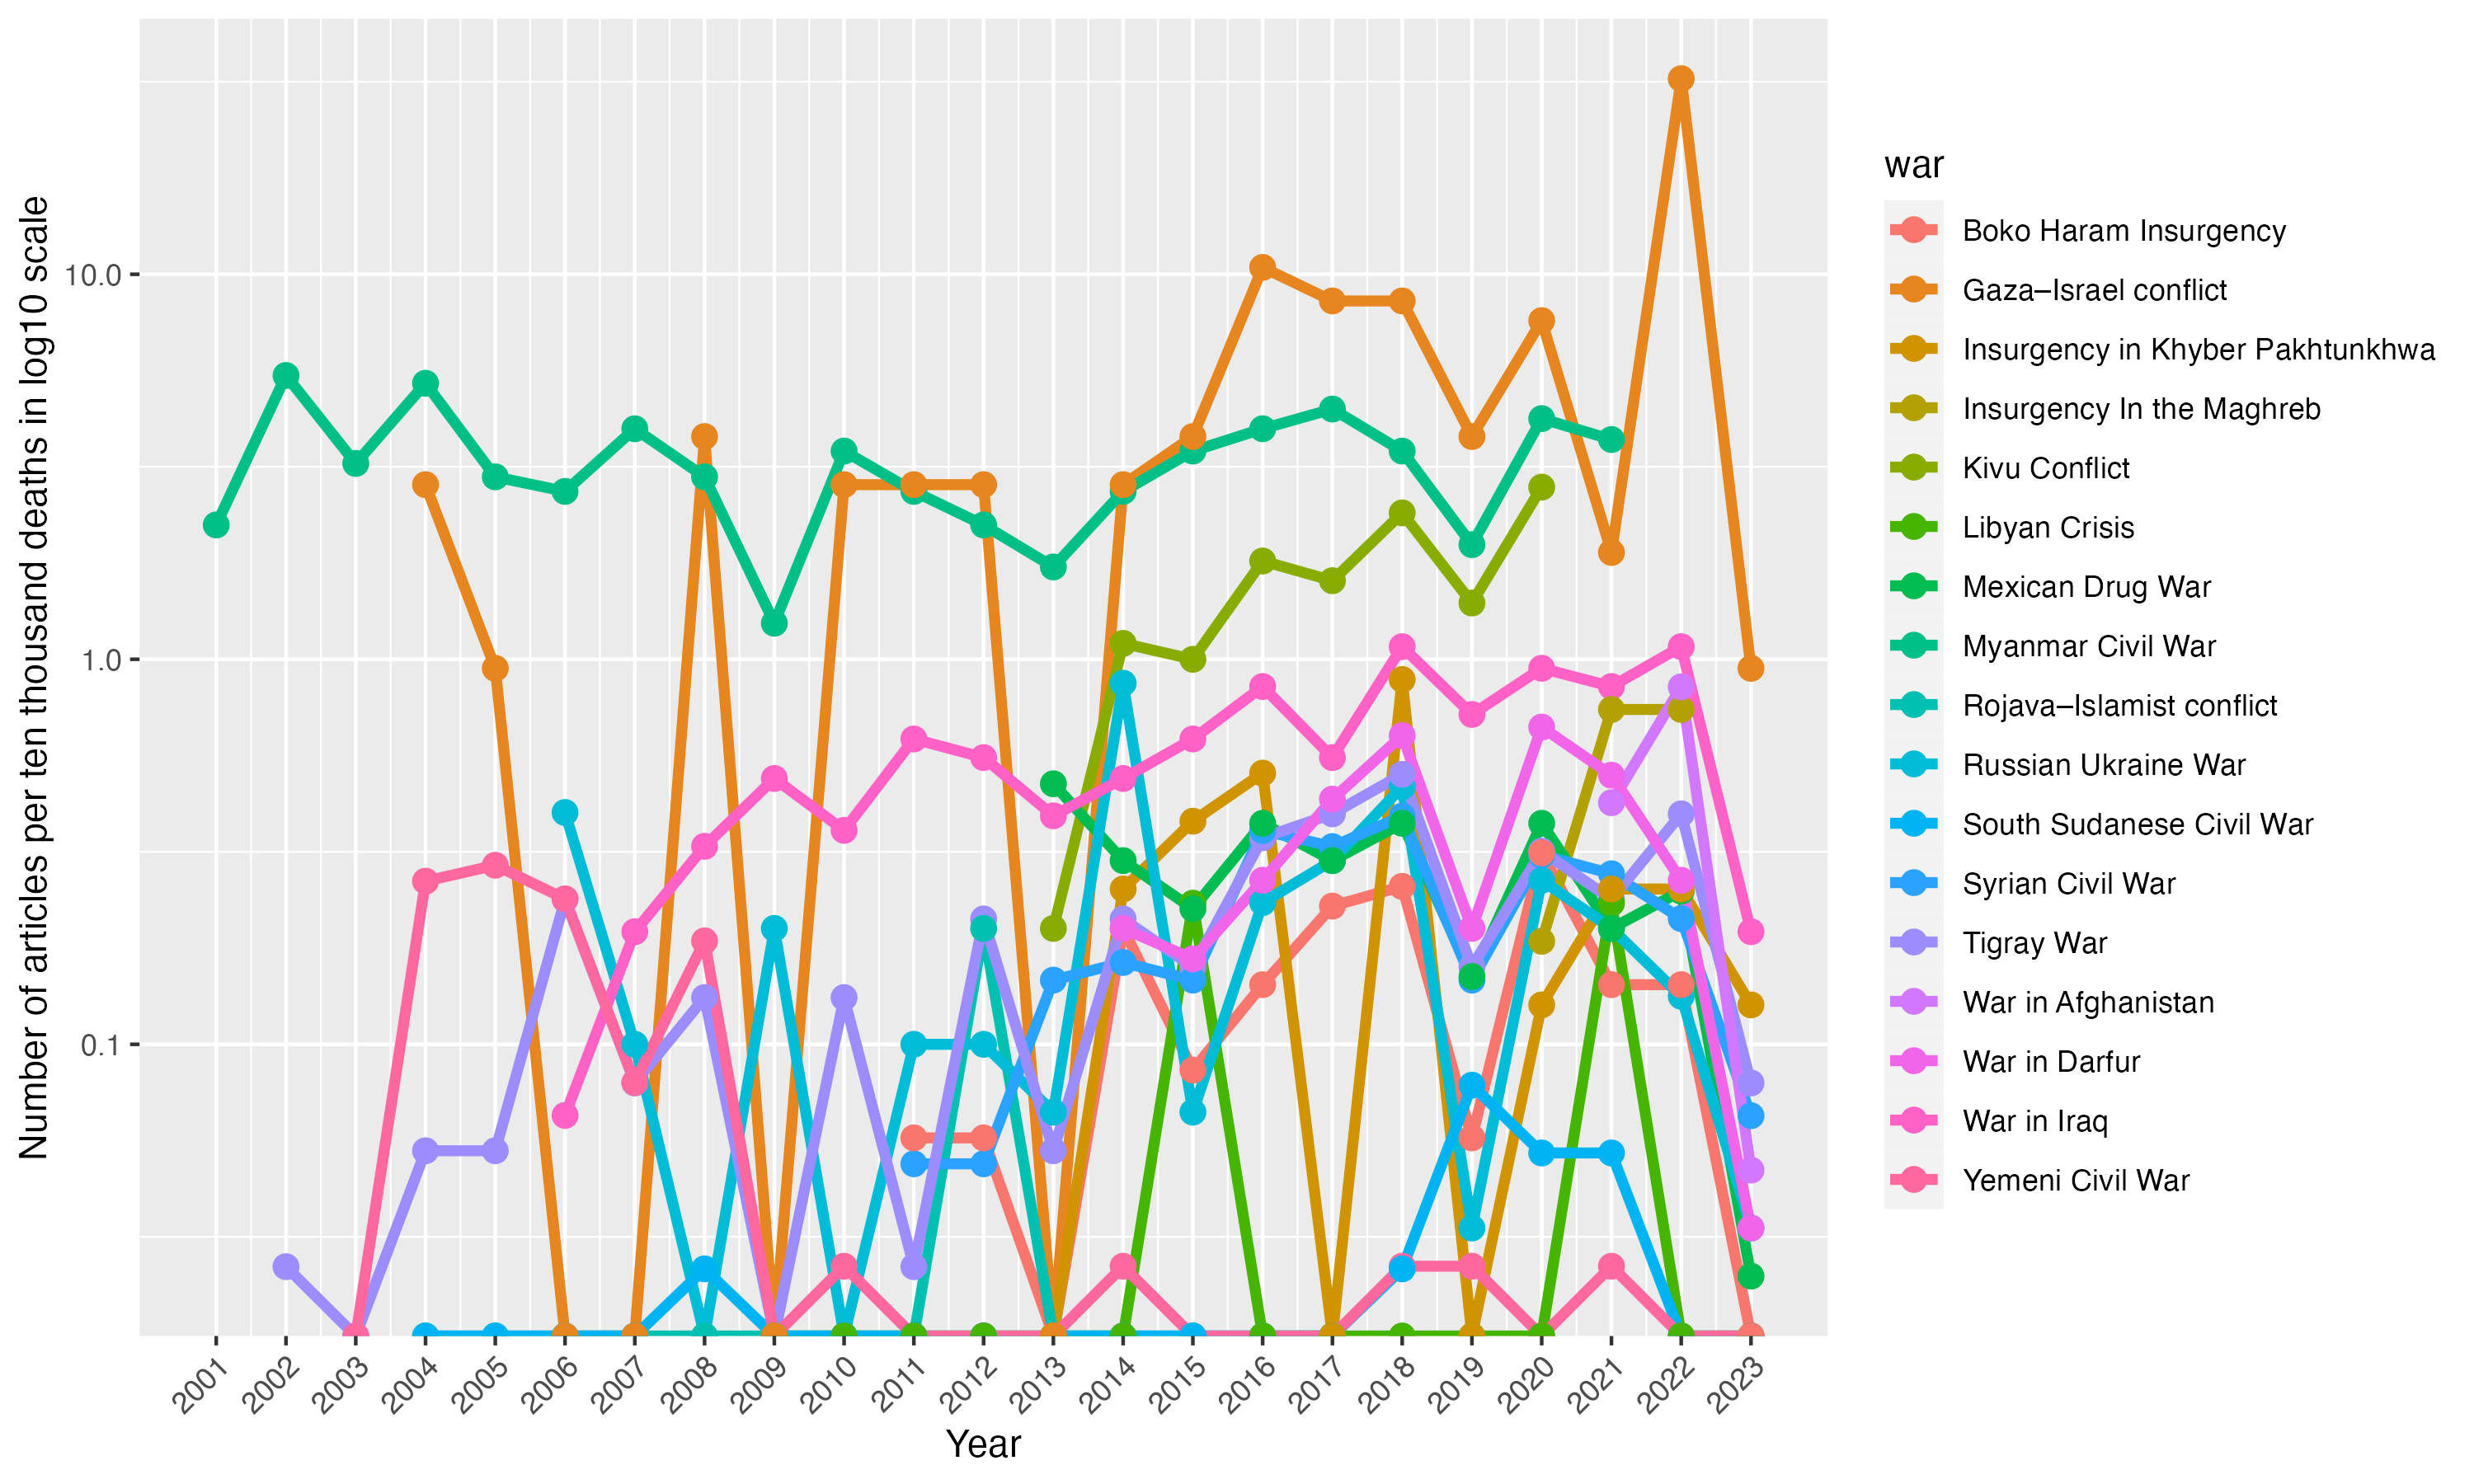 Number of articles per ten thousand deaths in log10 scale
10.0
1.0
0.1
2001
2002
2003
2004
2005
2006
2007
2008
2009
2010
2011
2012
2013
2014
2015
2016
2017
2018
2019
2020
2021
2022
2023
Year
war
Boko Haram Insurgency
Gaza–Israel conflict
Insurgency in Khyber Pakhtunkhwa
Insurgency In the Maghreb
Kivu Conflict
Libyan Crisis
Mexican Drug War
Myanmar Civil War
Rojava–Islamist conflict
Russian Ukraine War
South Sudanese Civil War
Syrian Civil War
Tigray War
War in Afghanistan
War in Darfur
War in Iraq
Yemeni Civil War